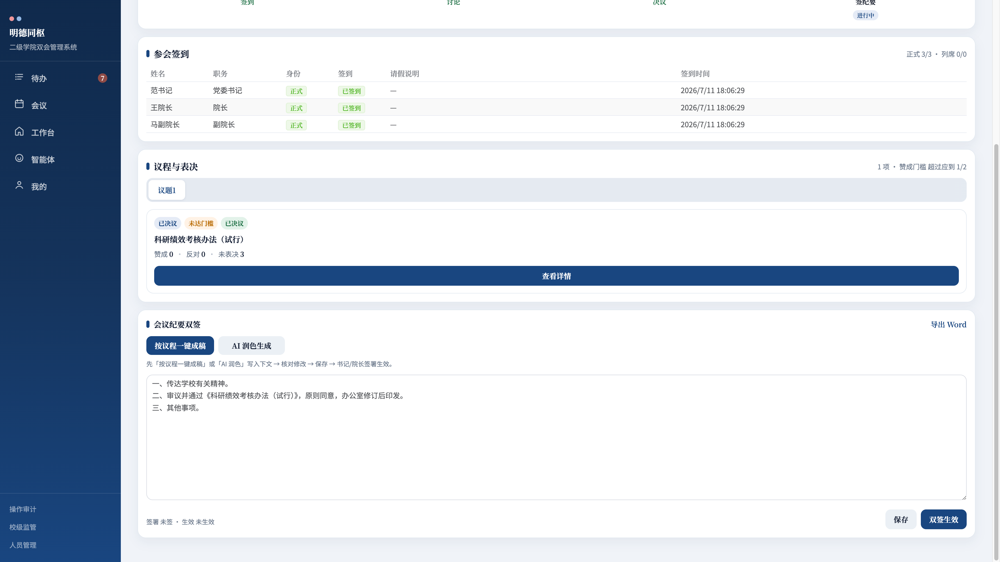 明德同枢
二级学院双会管理系统
待办 7
会议
工作台
智能体
我的
操作审计
校级监管
人员管理
签到 讨论 决议 签纪要
进行中
参会签到 正式 3/3 · 列席 0/0
姓名 职务 身份 签到 请假说明 签到时间
范书记 党委书记 正式 已签到 — 2026/7/11 18:06:29
王院长 院长 正式 已签到 — 2026/7/11 18:06:29
马副院长 副院长 正式 已签到 — 2026/7/11 18:06:29
议程与表决 1 项 · 赞成门槛 超过应到 1/2
议题1
已决议 未达门槛 已决议
科研绩效考核办法（试行）
赞成 0 · 反对 0 · 未表决 3
查看详情
会议纪要双签 导出 Word
按议程一键成稿 AI 润色生成
先「按议程一键成稿」或「AI 润色」写入下文 → 核对修改 → 保存 → 书记/院长签署生效。
一、传达学校有关精神。
二、审议并通过《科研绩效考核办法（试行）》，原则同意，办公室修订后印发。
三、其他事项。
签署 未签 · 生效 未生效 保存 双签生效